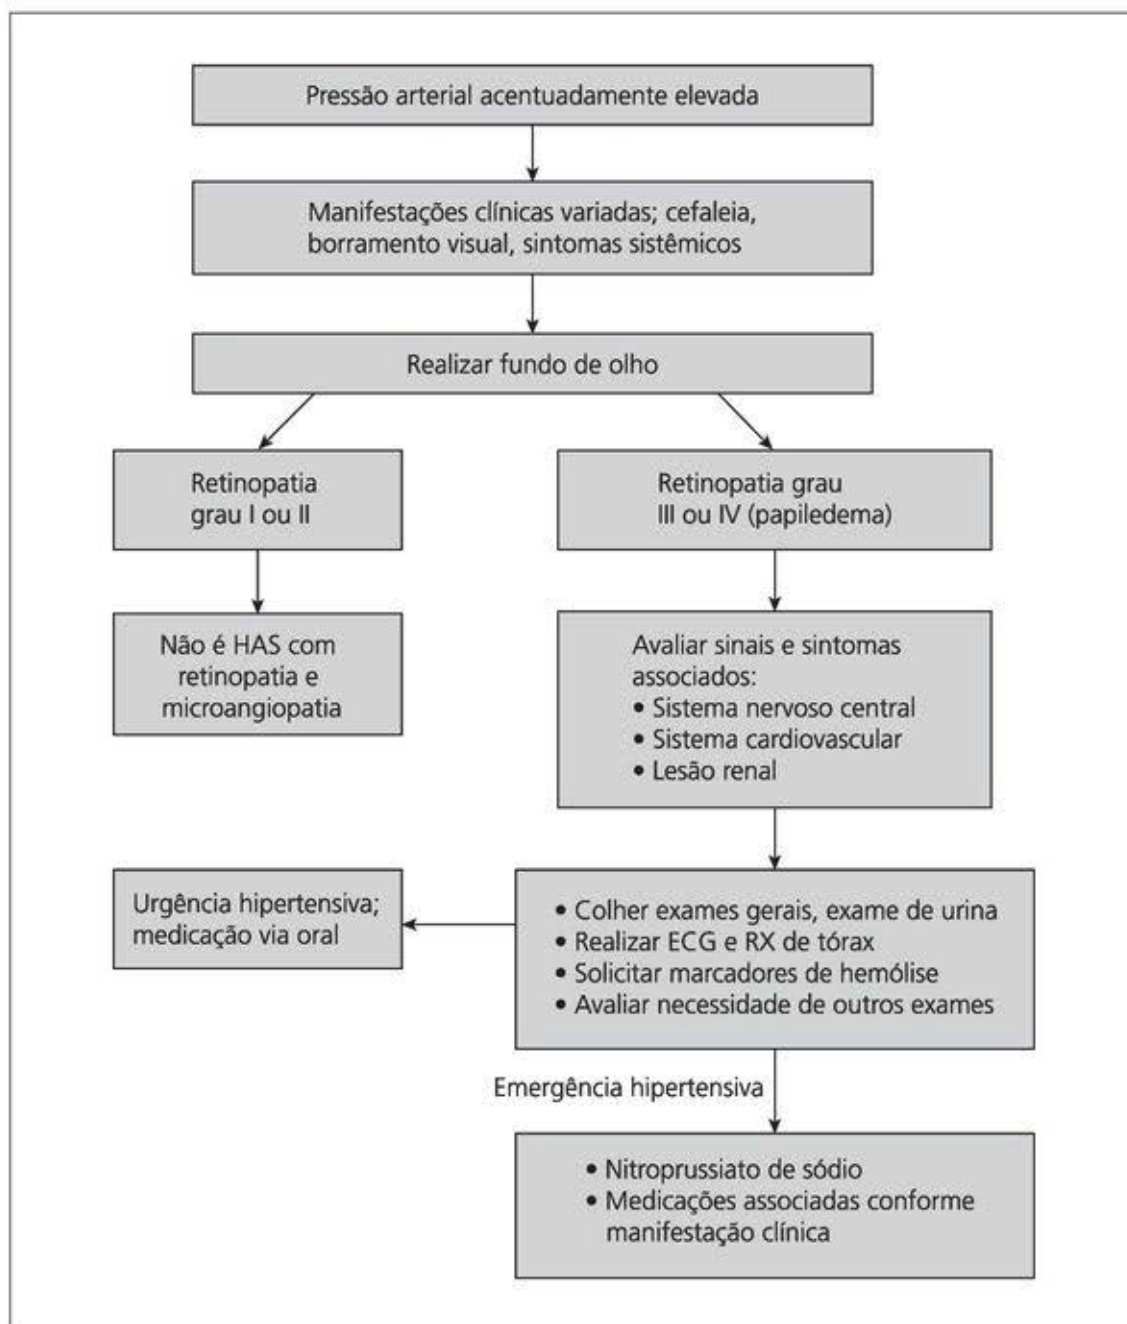 Pressão arterial acentuadamente elevada
Manifestações clínicas variadas; cefaleia,
borramento visual, sintomas sistêmicos
Realizar fundo de olho
Retinopatia
grau I ou II
Retinopatia grau
III ou IV (papiledema)
Não é HAS com
retinopatia e
microangiopatia
Avaliar sinais e sintomas
associados:
• Sistema nervoso central
• Sistema cardiovascular
• Lesão renal
Urgência hipertensiva;
medicação via oral
• Colher exames gerais, exame de urina
• Realizar ECG e RX de tórax
• Solicitar marcadores de hemólise
• Avaliar necessidade de outros exames
Emergência hipertensiva
• Nitroprussiato de sódio
• Medicações associadas conforme
manifestação clínica